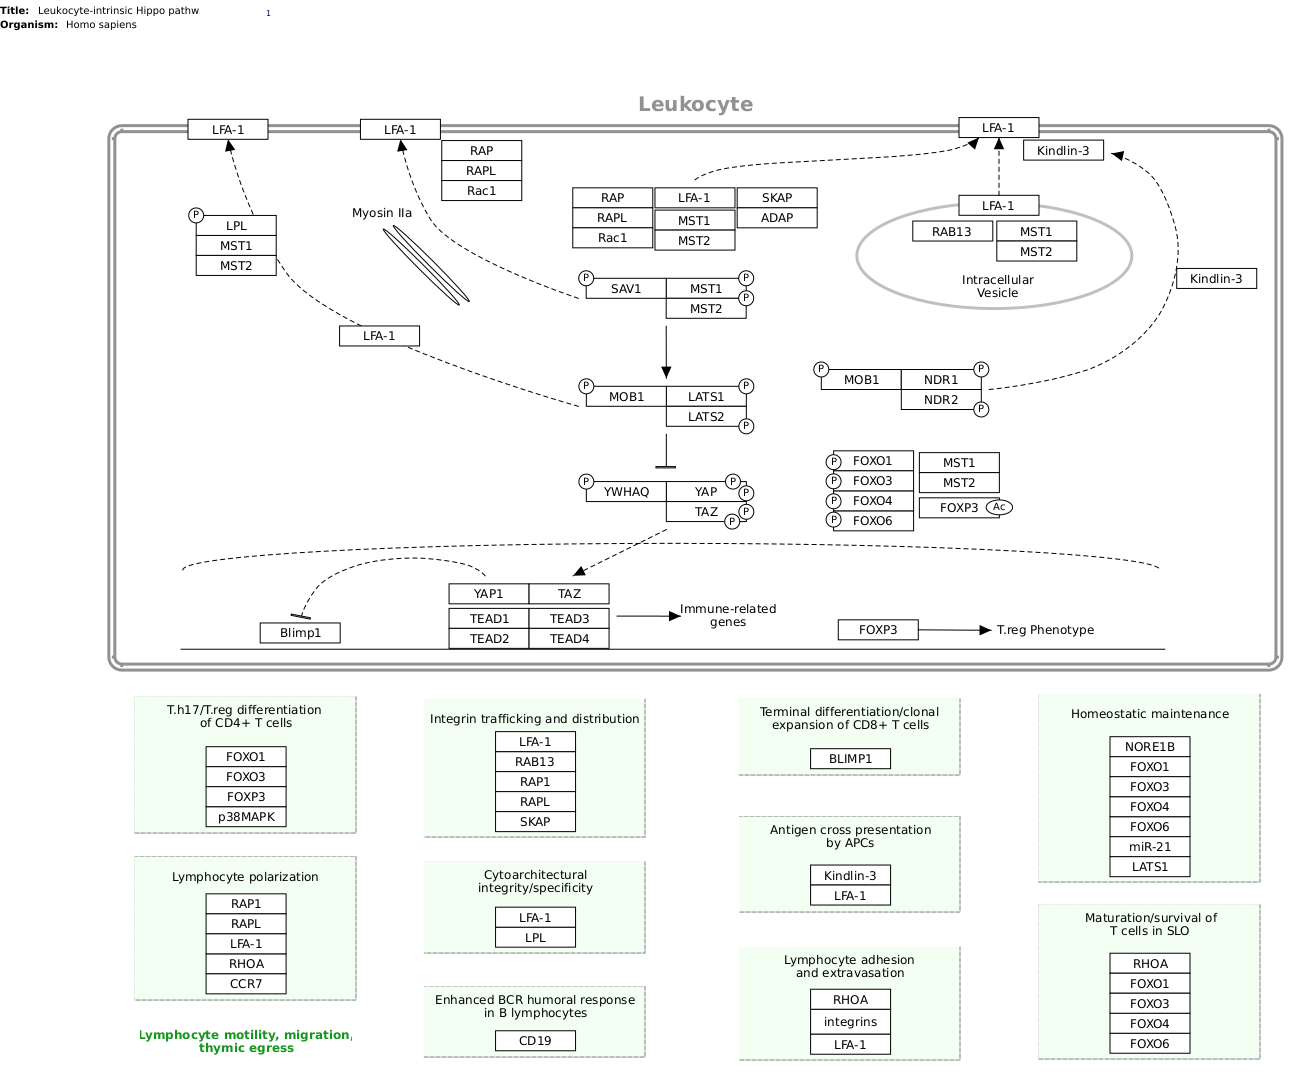 Title: Leukocyte-intrinsic Hippo pathw
1
Organism: Homo sapiens
Leukocyte
LFA-1
LFA-1
RAP
RAPL
Rac1
LFA-1
Kindlin-3
P
LPL
MST1
MST2
Myosin IIa
LFA-1
RAP
RAPL
Rac1
LFA-1
MST1
MST2
SKAP
ADAP
LFA-1
RAB13
MST1
MST2
Intracellular
Vesicle
Kindlin-3
P
SAV1
MST1
P
MST2
P
P
MOB1
LATS1
P
LATS2
P
P
MOB1
NDR1
P
NDR2
P
P
YWHAQ
YAP
P
P
TAZ
P
P
P
FOXO1
P
FOXO3
P
FOXO4
P
FOXO6
MST1
MST2
FOXP3
Ac
Blimp1
YAP1
TAZ
TEAD1
TEAD3
TEAD2
TEAD4
Immune-related
genes
FOXP3
T.reg Phenotype
T.h17/T.reg differentiation
of CD4+ T cells
FOXO1
FOXO3
FOXP3
p38MAPK
Integrin trafficking and distribution
LFA-1
RAB13
RAP1
RAPL
SKAP
Terminal differentiation/clonal
expansion of CD8+ T cells
BLIMP1
Homeostatic maintenance
NORE1B
FOXO1
FOXO3
FOXO4
FOXO6
miR-21
LATS1
Antigen cross presentation
by APCs
Kindlin-3
LFA-1
Lymphocyte polarization
RAP1
RAPL
LFA-1
RHOA
CCR7
Cytoarchitectural
integrity/specificity
LFA-1
LPL
Maturation/survival of
T cells in SLO
RHOA
FOXO1
FOXO3
FOXO4
FOXO6
Lymphocyte adhesion
and extravasation
RHOA
integrins
LFA-1
Enhanced BCR humoral response
in B lymphocytes
CD19
Lymphocyte motility, migration,
thymic egress